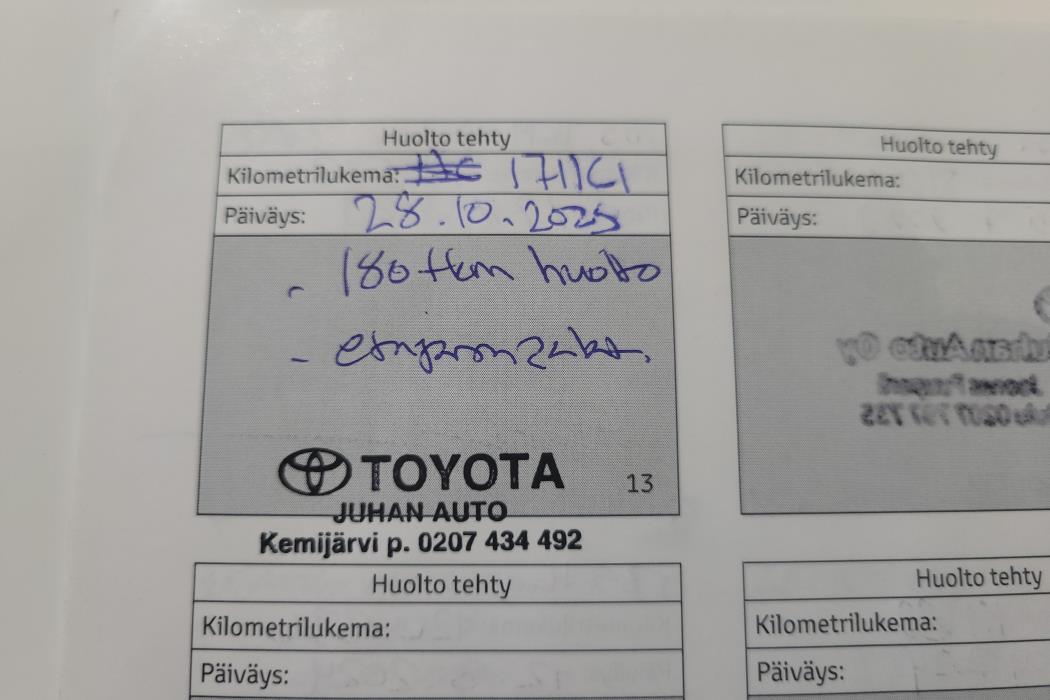 Huolto tehty
Kilometrilukema: 171161
Päiväys: 28.10.2025
- 180 tkm huolto
-
TOYOTA
13
JUHAN AUTO
Kemijärvi p. 0207 434 492
Huolto tehty
Kilometrilukema:
Päiväys:
Huolto tehty
Kilometrilukema:
Päiväys:
Huolto tehty
Kilometrilukema:
Päiväys: